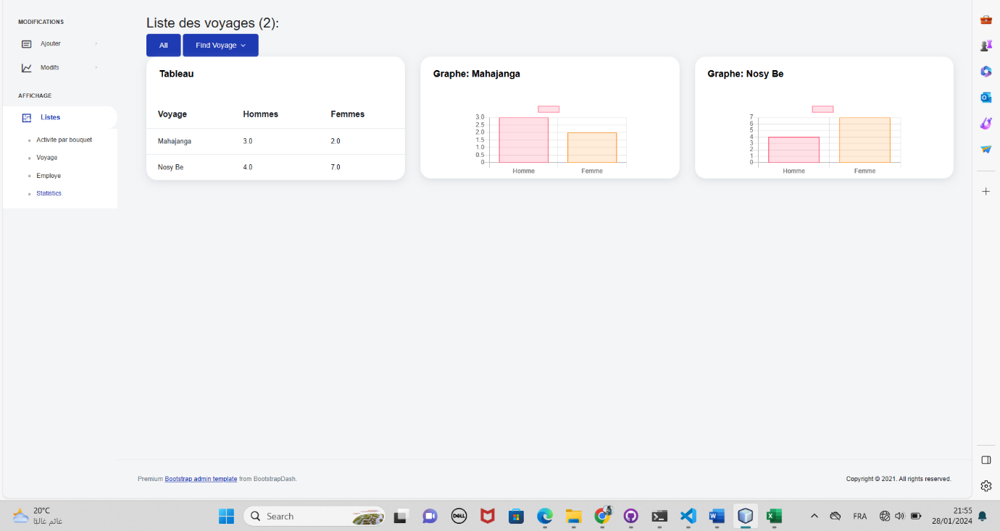 MODIFICATIONS
Ajouter
Modifs
AFFICHAGE
Listes
Activite par bouquet
Voyage
Employe
Statistics
Liste des voyages (2):
All
Find Voyage
Tableau
Voyage Hommes Femmes
Mahajanga 3.0 2.0
Nosy Be 4.0 7.0
Graphe: Mahajanga
3.0
2.5
2.0
1.5
1.0
0.5
0
Homme Femme
Graphe: Nosy Be
7
6
5
4
3
2
1
0
Homme Femme
Premium Bootstrap admin template from BootstrapDash.
Copyright © 2021. All rights reserved.
20°C
غائم غالبًا
Search
DELL
FRA
21:55
28/01/2024